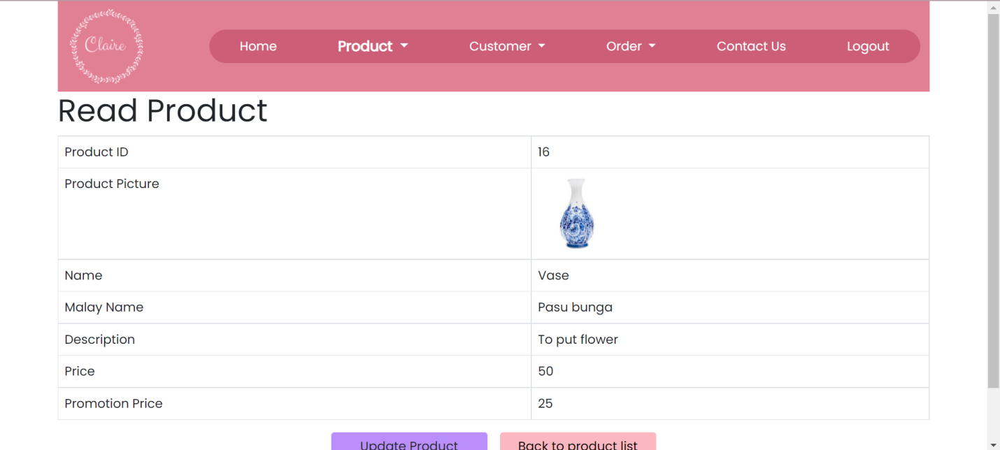 Claire
Home Product Customer Order Contact Us Logout
Read Product
Product ID 16
Product Picture
Name Vase
Malay Name Pasu bunga
Description To put flower
Price 50
Promotion Price 25
Update Product Back to product list